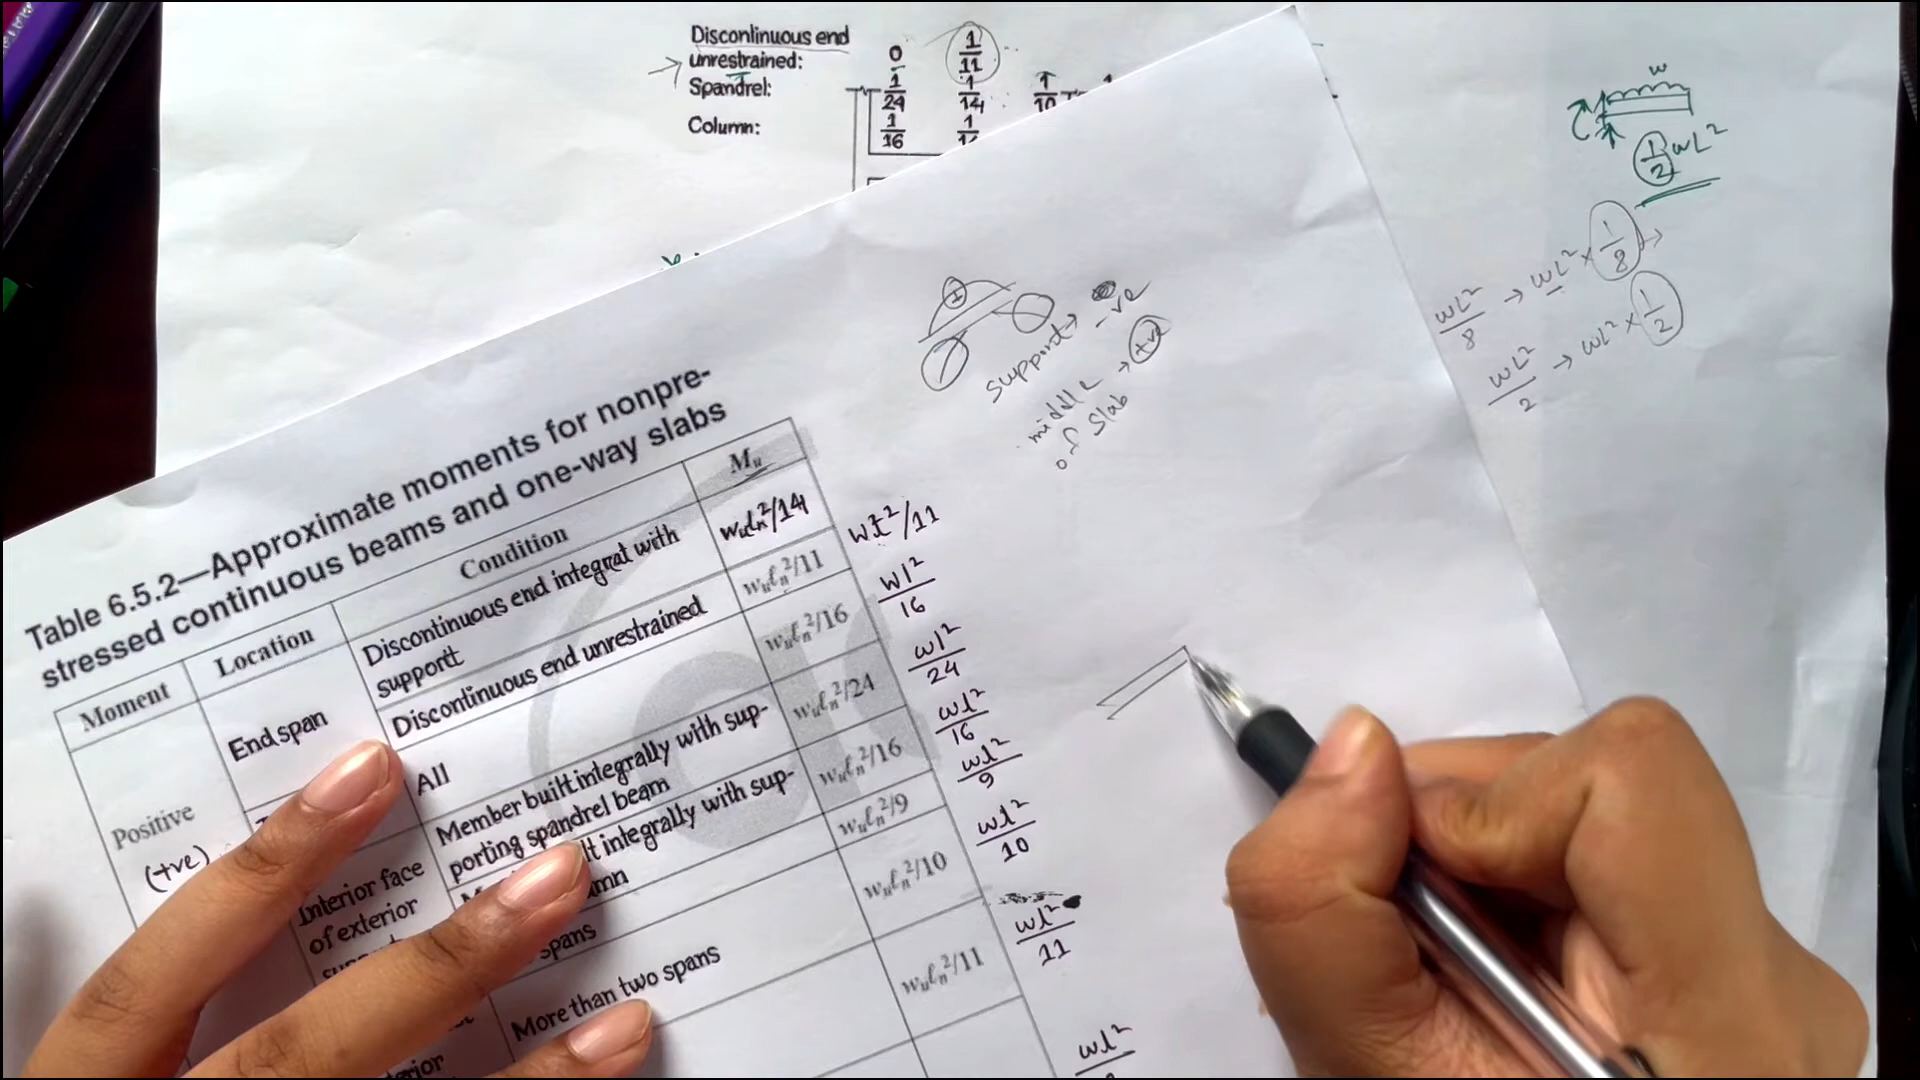 Disconlinuous end
unrestrained:
Spandrel:
Column:
0
1/24
1/16
1/11
1/14
1/10
w
1/2 wL²
wL²/8 → wL² × 1/8 →
wL²/2 → wL² × 1/2
support → -ve
middle → +ve
of slab
Table 6.5.2—Approximate moments for nonpre-
stressed continuous beams and one-way slabs
Moment Location Condition Mu
Positive
(+ve)
End span
Discontinuous end integrat with
supportt
wuℓn²/14
Discontinuous end unrestrained
wuℓn²/11
wℓ²/11
All
wuℓn²/16
wl²/16
Interior face
of exterior
Member built integrally with sup-
porting spandrel beam
wuℓn²/24
wl²/24
lt integrally with sup-
wuℓn²/16
wl²/16
spans
wuℓn²/9
wl²/9
More than two spans
wuℓn²/10
wl²/10
wuℓn²/11
wl²/11
wl²